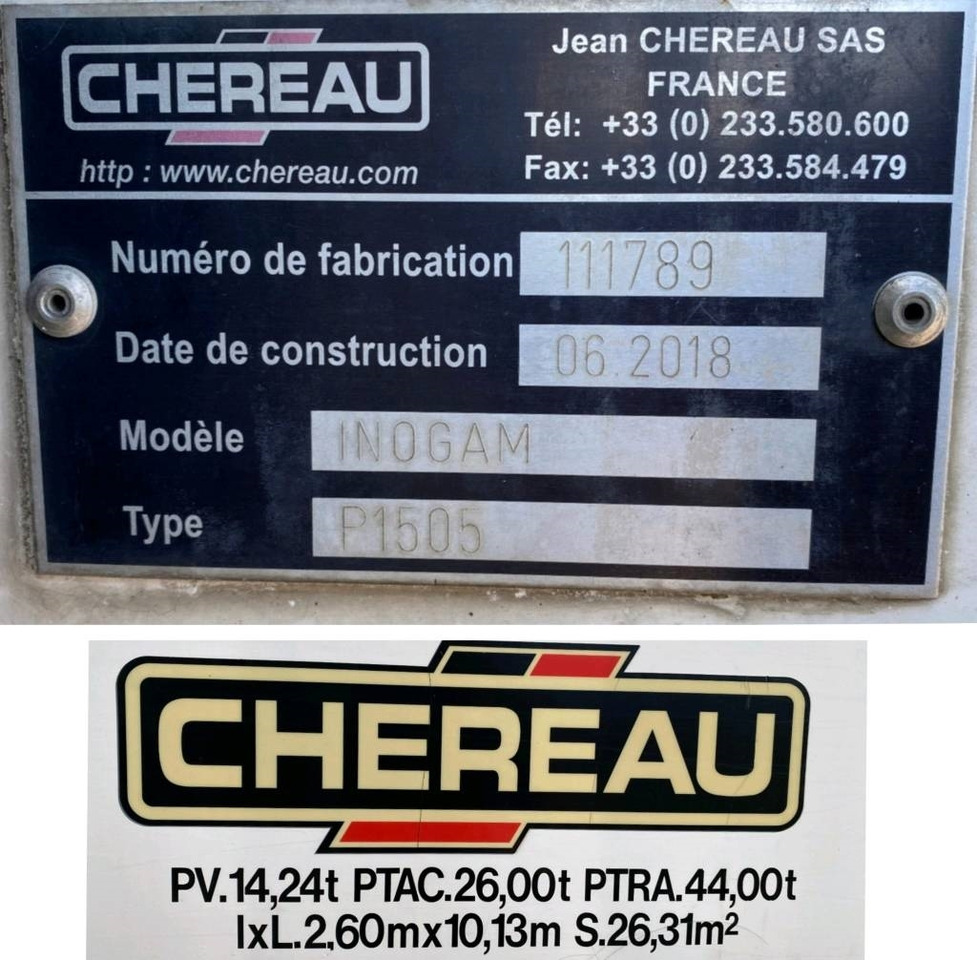 CHEREAU
http : www.chereau.com
Jean CHEREAU SAS
FRANCE
Tél: +33 (0) 233.580.600
Fax: +33 (0) 233.584.479
Numéro de fabrication 111789
Date de construction 06.2018
Modèle INOGAM
Type P1505
CHEREAU
PV.14,24t PTAC.26,00t PTRA.44,00t
lxL.2,60mx10,13m S.26,31m²